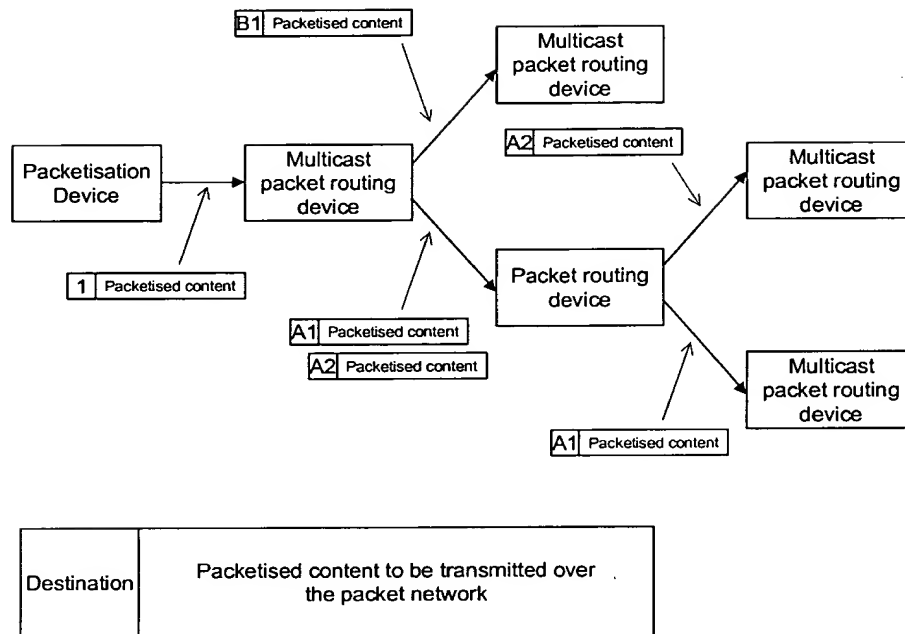 B1 Packetised content
Multicast
packet routing
device
Packetisation
Device
Multicast
packet routing
device
A2 Packetised content
Multicast
packet routing
device
1 Packetised content
Packet routing
device
A1 Packetised content
A2 Packetised content
Multicast
packet routing
device
A1 Packetised content
Destination
Packetised content to be transmitted over
the packet network